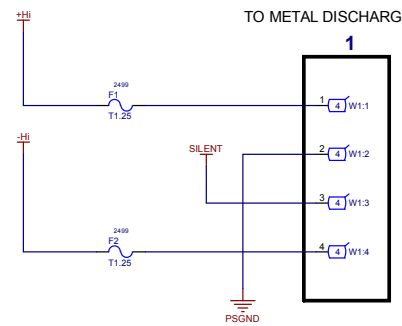 +Hi
TO METAL DISCHARG
1
2499
F1
T1.25
1
4
W1:1
-Hi
SILENT
2
4
W1:2
3
4
W1:3
2499
F2
T1.25
4
4
W1:4
PSGND